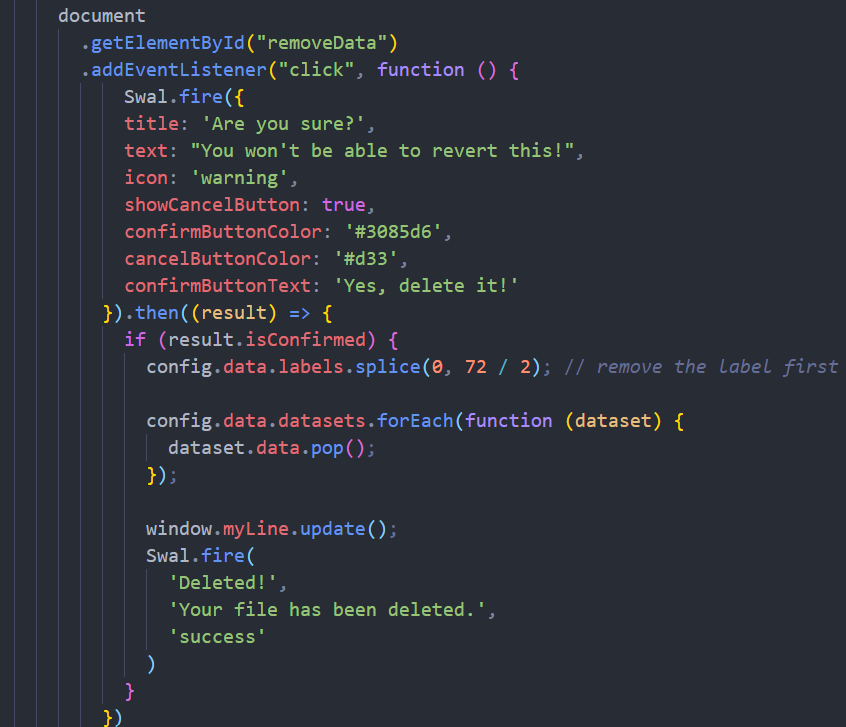 document
.getElementById("removeData")
.addEventListener("click", function () {
Swal.fire({
title: 'Are you sure?',
text: "You won't be able to revert this!",
icon: 'warning',
showCancelButton: true,
confirmButtonColor: '#3085d6',
cancelButtonColor: '#d33',
confirmButtonText: 'Yes, delete it!'
}).then((result) => {
if (result.isConfirmed) {
config.data.labels.splice(0, 72 / 2); // remove the label first
config.data.datasets.forEach(function (dataset) {
dataset.data.pop();
});
window.myLine.update();
Swal.fire(
'Deleted!',
'Your file has been deleted.',
'success'
)
}
})